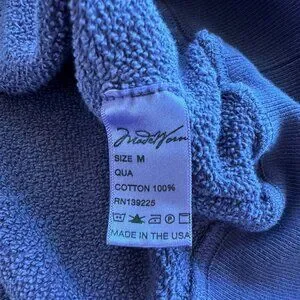 MadeWorn
SIZE M
QUA
COTTON 100%
RN139225
MADE IN THE USA